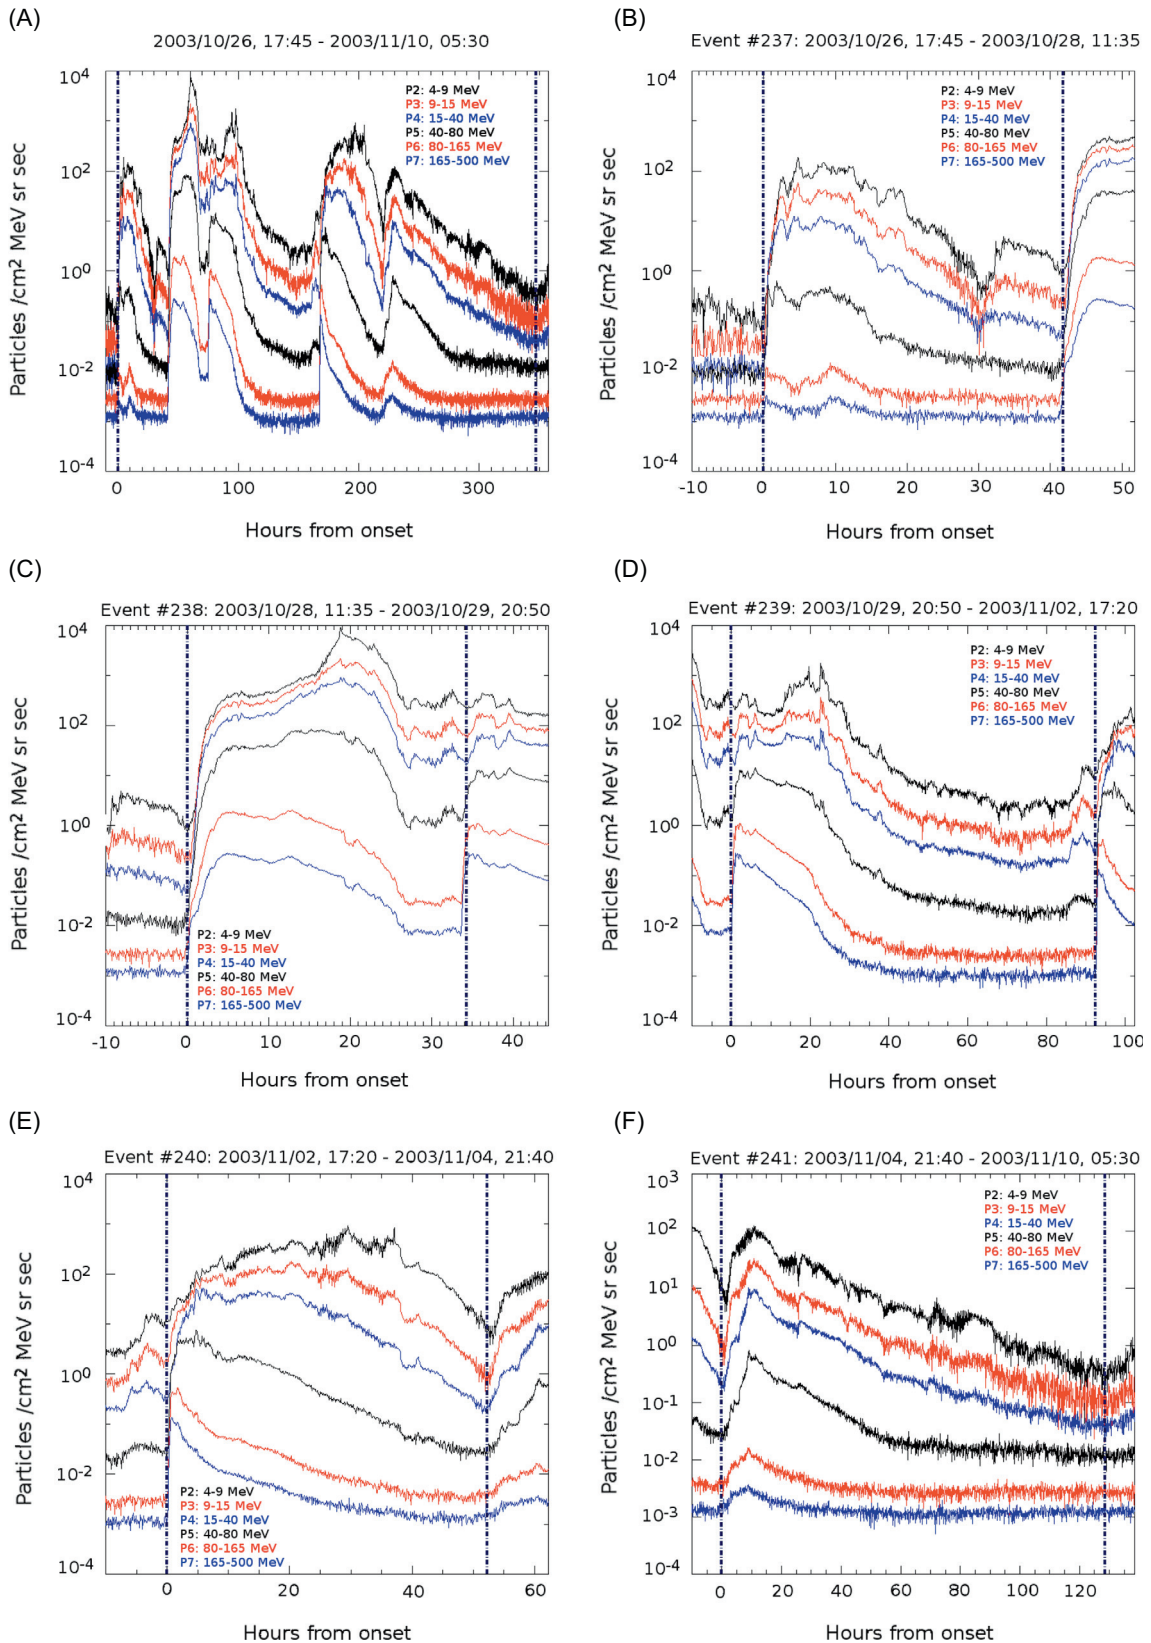 (A)
2003/10/26, 17:45 - 2003/11/10, 05:30
P2: 4-9 MeV
P3: 9-15 MeV
P4: 15-40 MeV
P5: 40-80 MeV
P6: 80-165 MeV
P7: 165-500 MeV
10^4
10^2
10^0
10^-2
10^-4
Particles /cm² MeV sr sec
0 100 200 300
Hours from onset
(B)
Event #237: 2003/10/26, 17:45 - 2003/10/28, 11:35
P2: 4-9 MeV
P3: 9-15 MeV
P4: 15-40 MeV
P5: 40-80 MeV
P6: 80-165 MeV
P7: 165-500 MeV
10^4
10^2
10^0
10^-2
10^-4
Particles /cm² MeV sr sec
-10 0 10 20 30 40 50
Hours from onset
(C)
Event #238: 2003/10/28, 11:35 - 2003/10/29, 20:50
10^4
10^2
10^0
10^-2
10^-4
Particles /cm² MeV sr sec
P2: 4-9 MeV
P3: 9-15 MeV
P4: 15-40 MeV
P5: 40-80 MeV
P6: 80-165 MeV
P7: 165-500 MeV
-10 0 10 20 30 40
Hours from onset
(D)
Event #239: 2003/10/29, 20:50 - 2003/11/02, 17:20
P2: 4-9 MeV
P3: 9-15 MeV
P4: 15-40 MeV
P5: 40-80 MeV
P6: 80-165 MeV
P7: 165-500 MeV
10^4
10^2
10^0
10^-2
10^-4
Particles /cm² MeV sr sec
0 20 40 60 80 100
Hours from onset
(E)
Event #240: 2003/11/02, 17:20 - 2003/11/04, 21:40
10^4
10^2
10^0
10^-2
10^-4
Particles /cm² MeV sr sec
P2: 4-9 MeV
P3: 9-15 MeV
P4: 15-40 MeV
P5: 40-80 MeV
P6: 80-165 MeV
P7: 165-500 MeV
0 20 40 60
Hours from onset
(F)
Event #241: 2003/11/04, 21:40 - 2003/11/10, 05:30
P2: 4-9 MeV
P3: 9-15 MeV
P4: 15-40 MeV
P5: 40-80 MeV
P6: 80-165 MeV
P7: 165-500 MeV
10^3
10^2
10^1
10^0
10^-1
10^-2
10^-3
10^-4
Particles /cm² MeV sr sec
0 20 40 60 80 100 120
Hours from onset